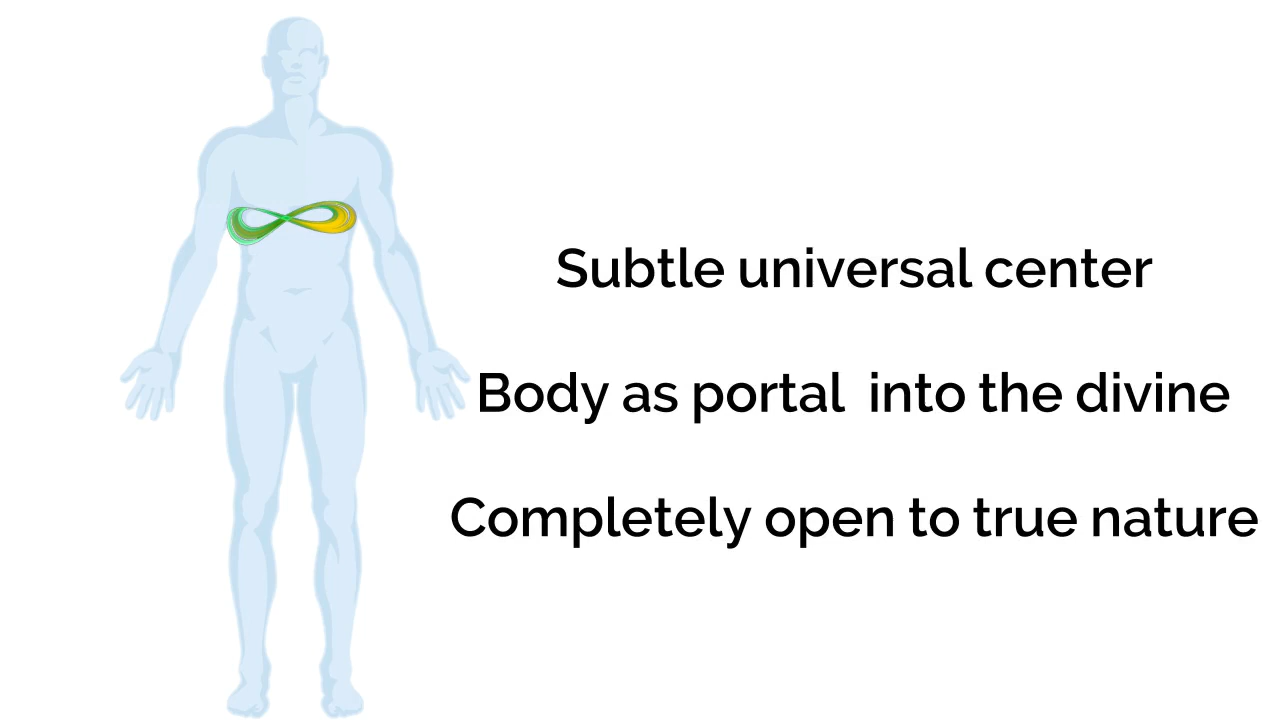 Subtle universal center
Body as portal  into the divine
Completely open to true nature